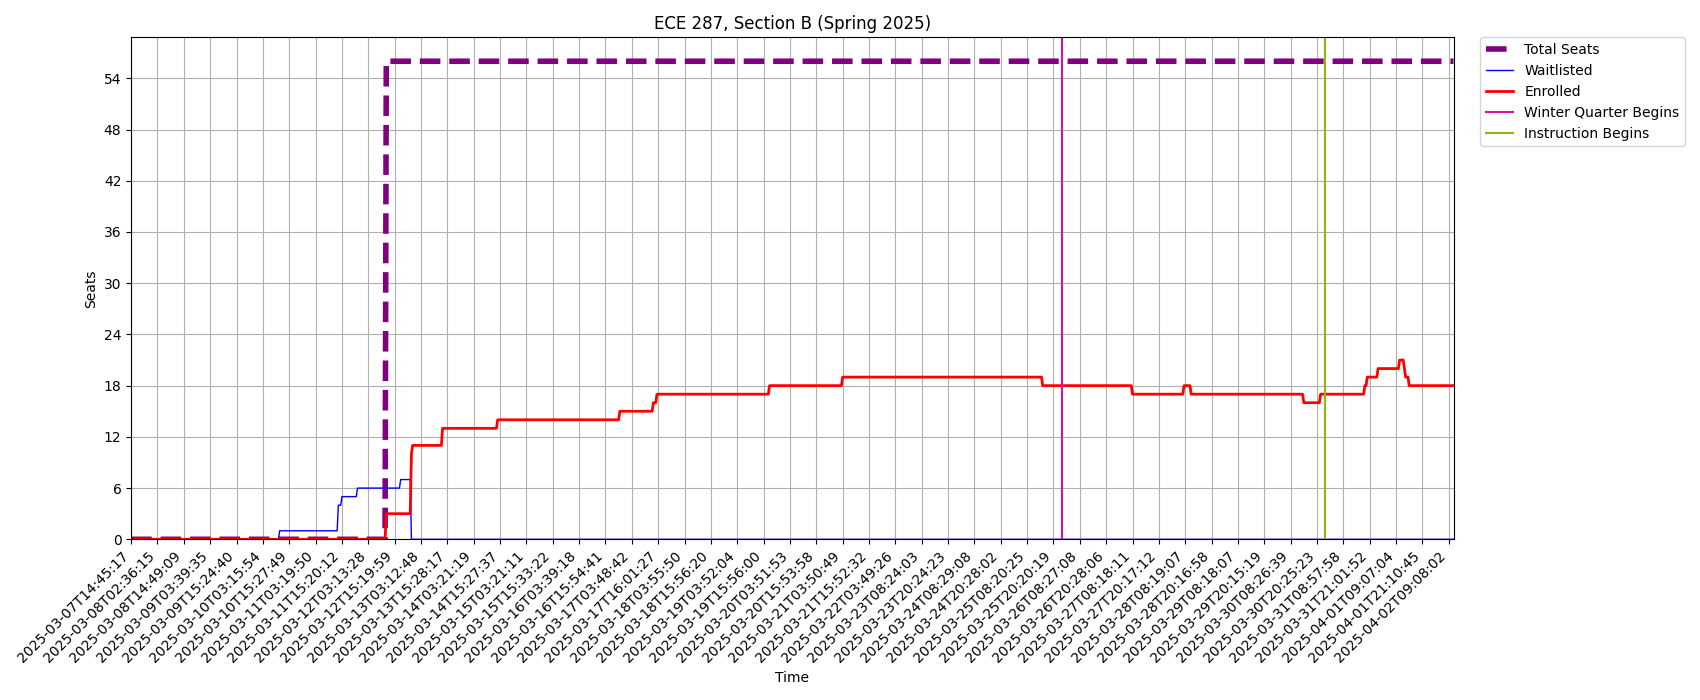 ECE 287, Section B (Spring 2025)
Total Seats
Waitlisted
Enrolled
Winter Quarter Begins
Instruction Begins
Seats
54
48
42
36
30
24
18
12
6
0
2025-03-07T14:45:17
2025-03-08T02:36:15
2025-03-08T14:49:09
2025-03-09T03:39:35
2025-03-09T15:24:40
2025-03-10T03:15:54
2025-03-10T15:27:49
2025-03-11T03:19:50
2025-03-11T15:20:12
2025-03-12T03:13:28
2025-03-12T15:19:59
2025-03-13T03:12:48
2025-03-13T15:28:17
2025-03-14T03:21:19
2025-03-14T15:27:37
2025-03-15T03:21:11
2025-03-15T15:33:22
2025-03-16T03:39:18
2025-03-16T15:54:41
2025-03-17T03:48:42
2025-03-17T16:01:27
2025-03-18T03:55:50
2025-03-18T15:56:20
2025-03-19T03:52:04
2025-03-19T15:56:00
2025-03-20T03:51:53
2025-03-20T15:53:58
2025-03-21T03:50:49
2025-03-21T15:52:32
2025-03-22T03:49:26
2025-03-23T08:24:03
2025-03-23T20:24:23
2025-03-24T08:29:08
2025-03-24T20:28:02
2025-03-25T08:20:25
2025-03-25T20:20:19
2025-03-26T08:27:08
2025-03-26T20:28:06
2025-03-27T08:18:11
2025-03-27T20:17:12
2025-03-28T08:19:07
2025-03-28T20:16:58
2025-03-29T08:18:07
2025-03-29T20:15:19
2025-03-30T08:26:39
2025-03-30T20:25:23
2025-03-31T08:57:58
2025-03-31T21:01:52
2025-04-01T09:07:04
2025-04-01T21:10:45
2025-04-02T09:08:02
Time